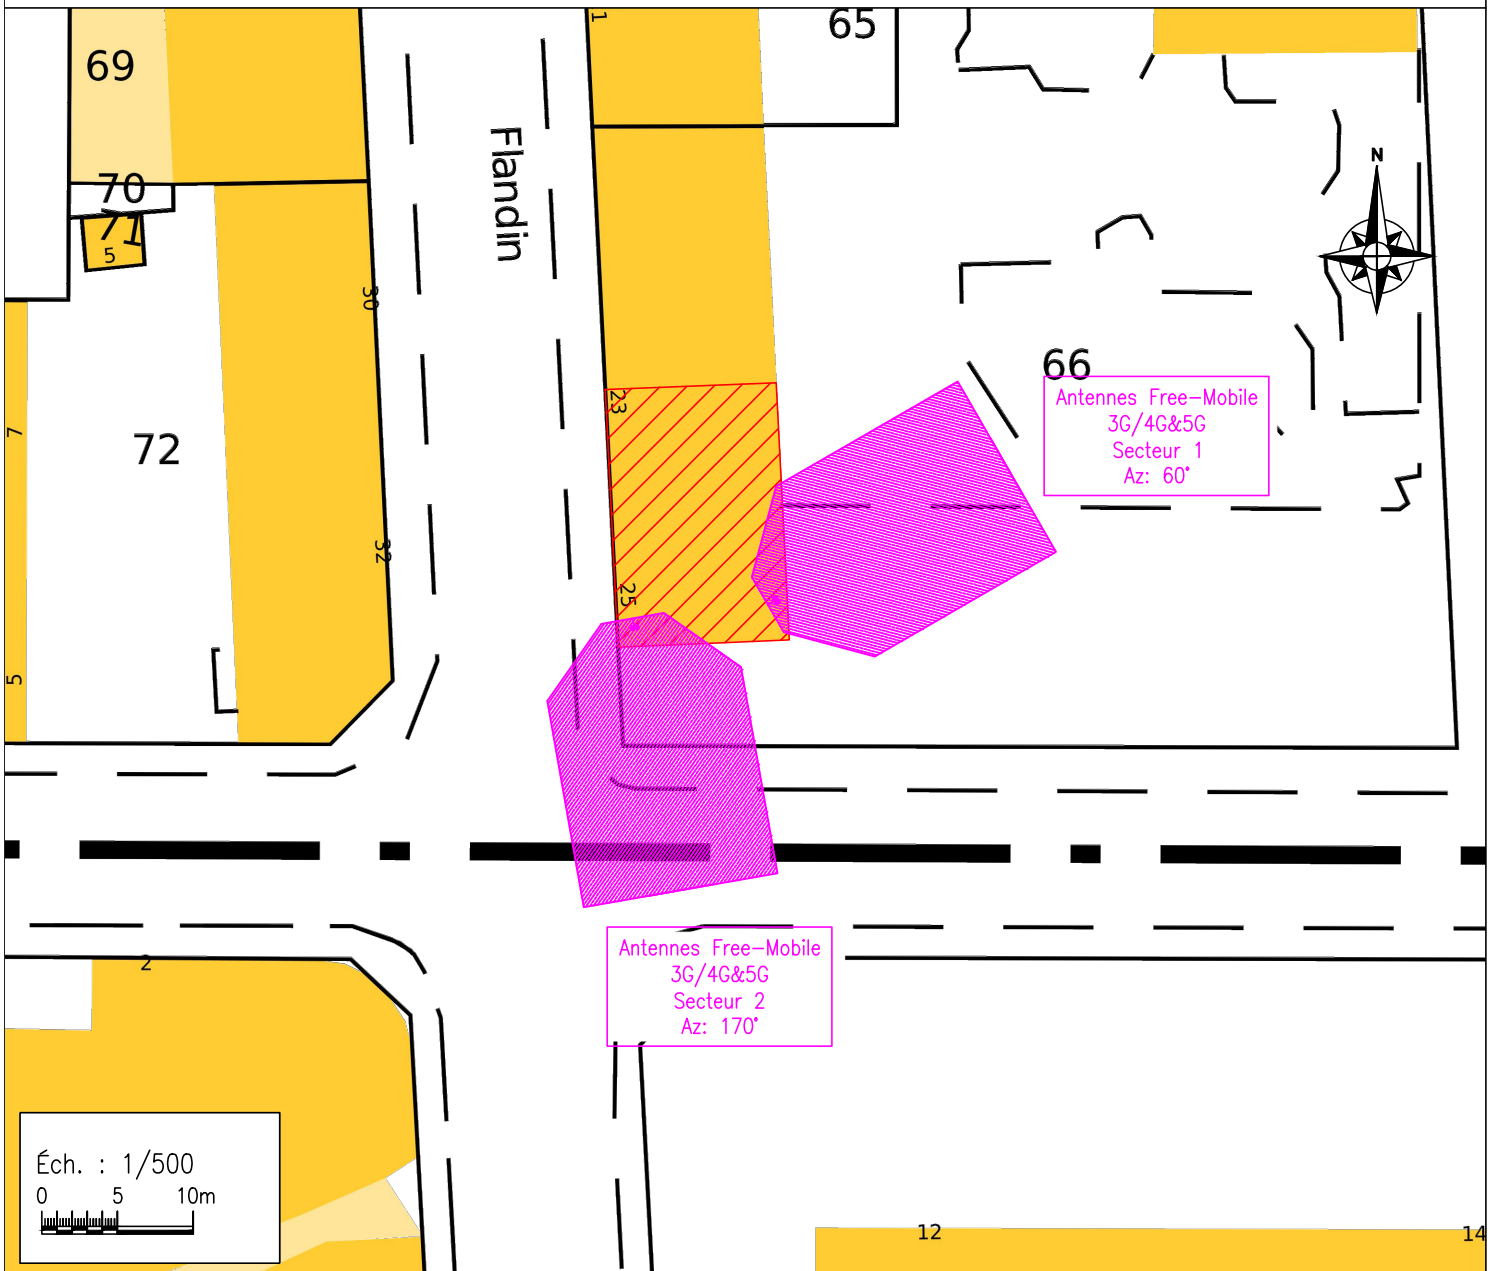 1
65
69
Flandin
N
70
71
5
30
66
23
Antennes Free-Mobile
3G/4G&5G
Secteur 1
Az: 60°
7
72
32
25
5
Antennes Free-Mobile
3G/4G&5G
Secteur 2
Az: 170°
2
Éch. : 1/500
0 5 10m
12
14